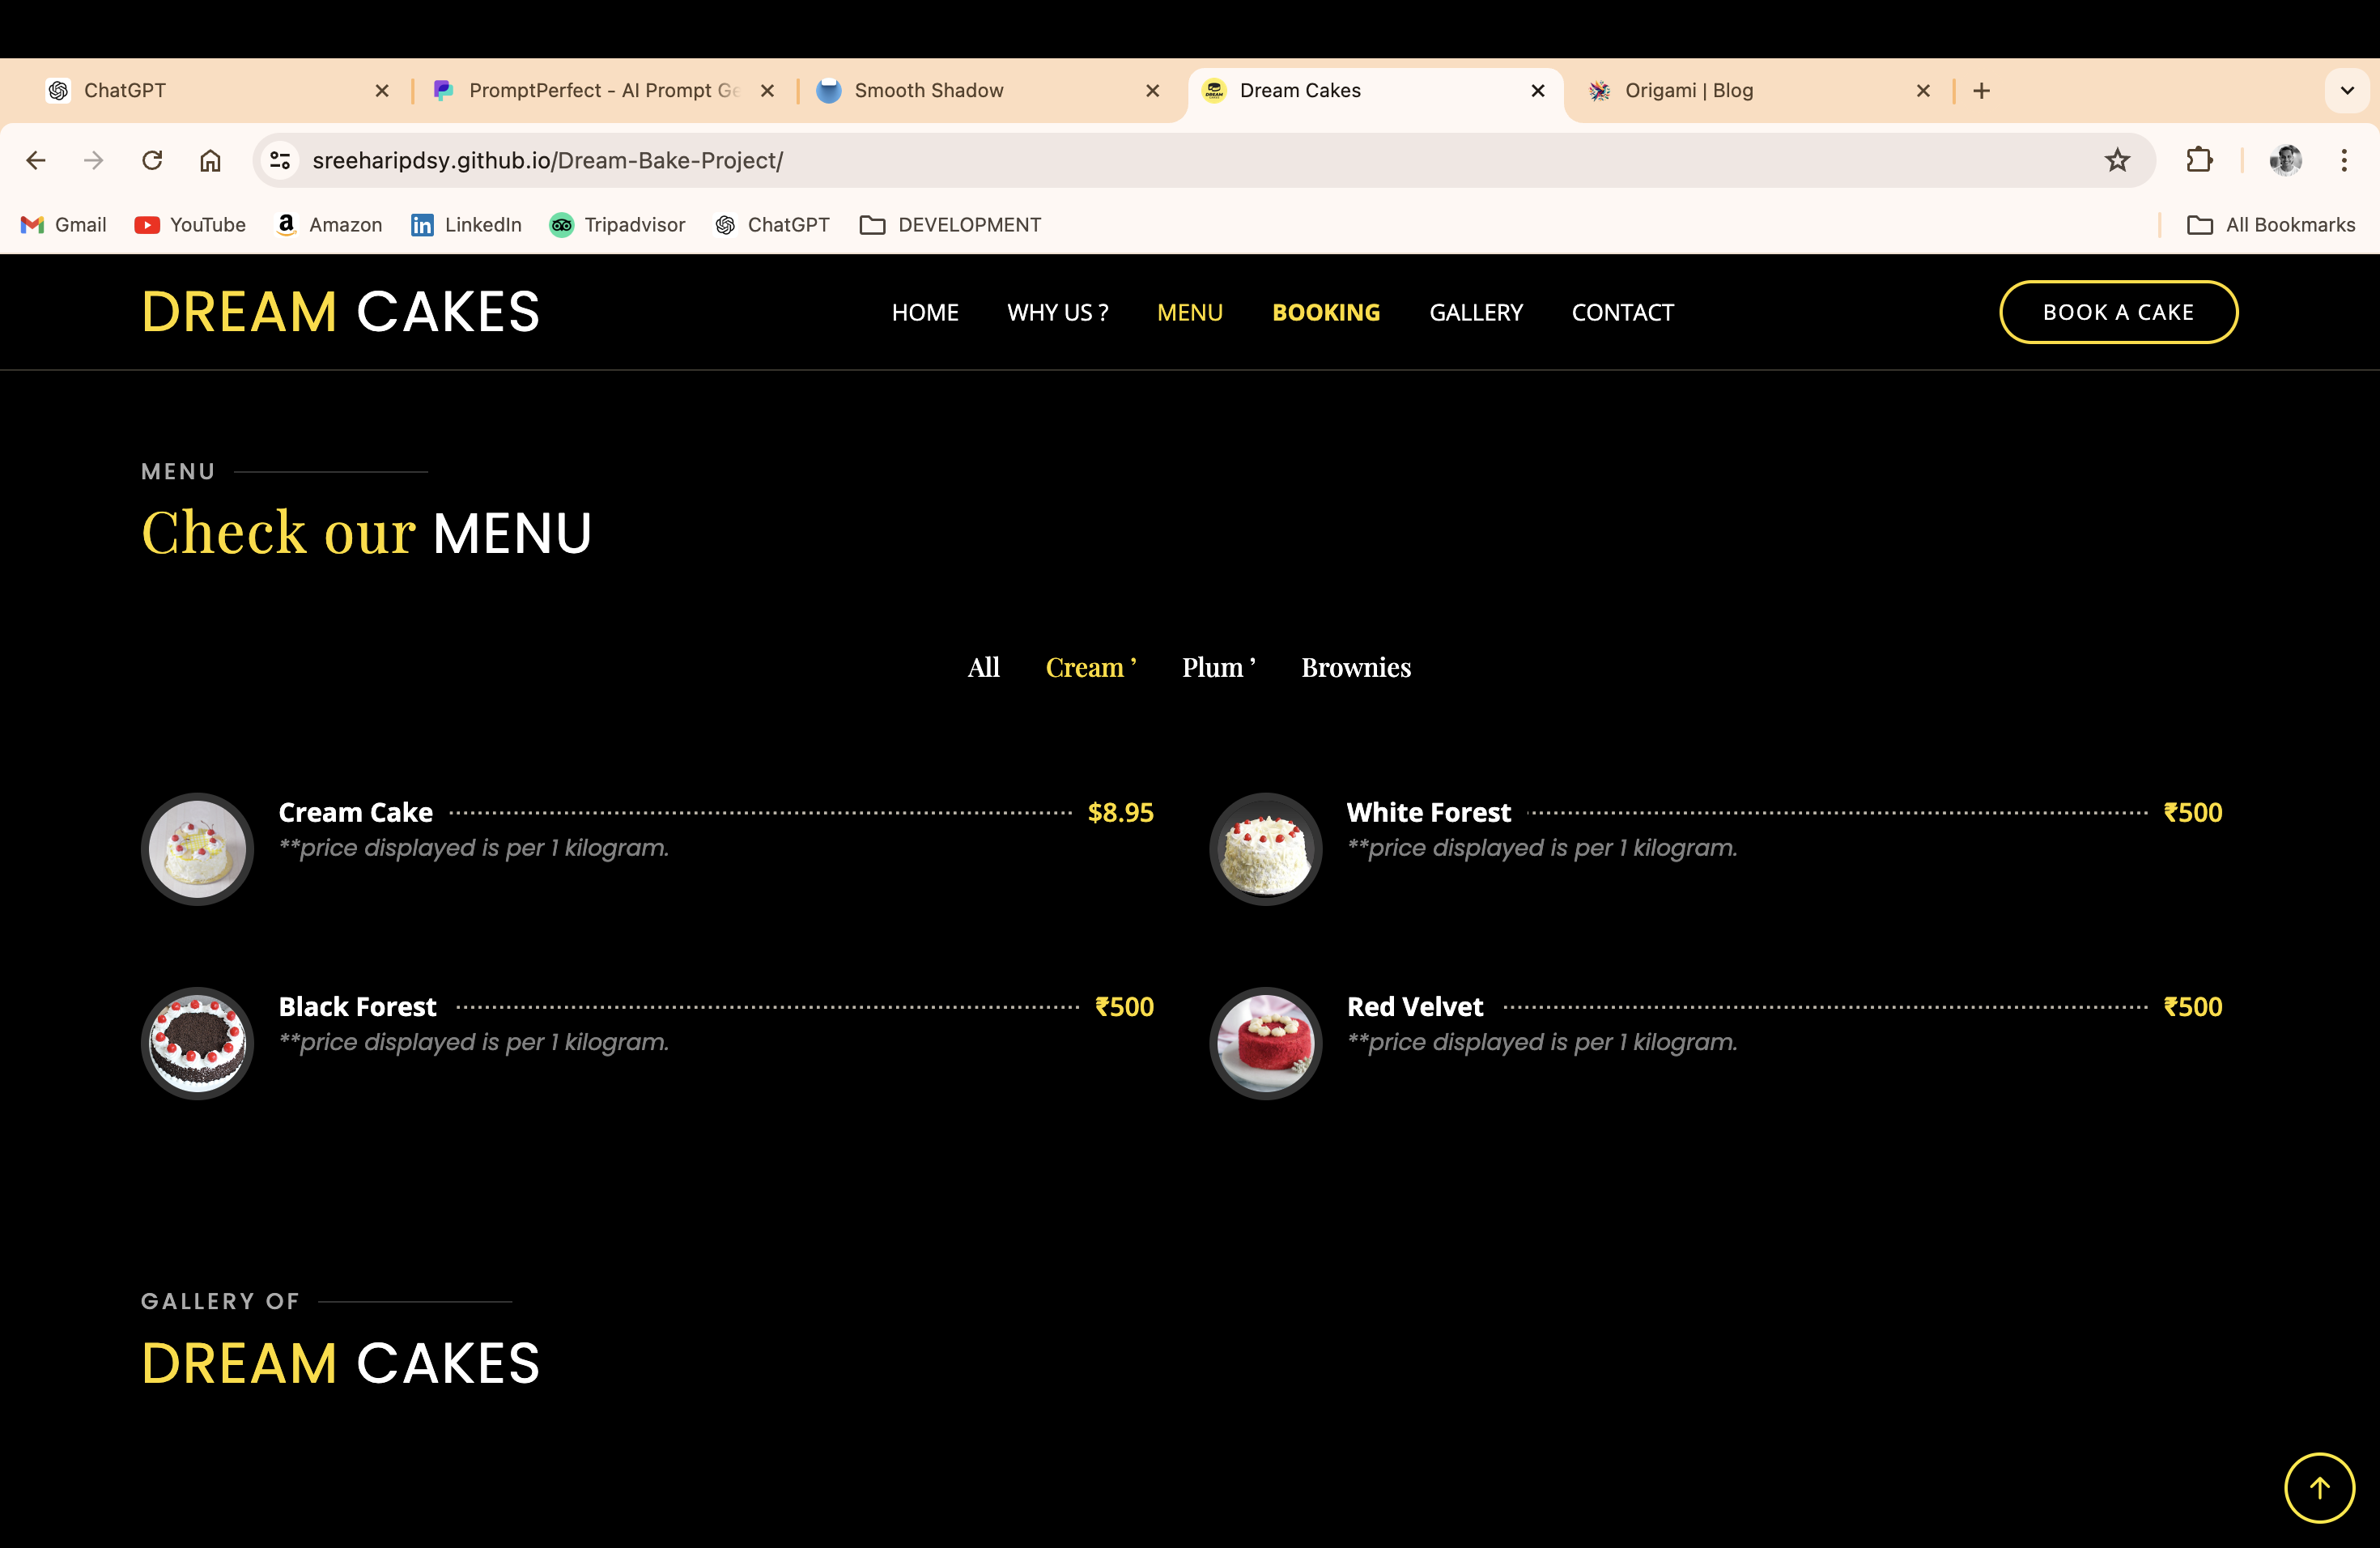 ChatGPT
PromptPerfect - AI Prompt Ge
Smooth Shadow
Dream Cakes
Origami | Blog
sreeharipdsy.github.io/Dream-Bake-Project/
Gmail
YouTube
Amazon
LinkedIn
Tripadvisor
ChatGPT
DEVELOPMENT
All Bookmarks
DREAM CAKES
HOME
WHY US ?
MENU
BOOKING
GALLERY
CONTACT
BOOK A CAKE
MENU
Check our MENU
All
Cream ’
Plum ’
Brownies
Cream Cake $8.95
**price displayed is per 1 kilogram.
White Forest ₹500
**price displayed is per 1 kilogram.
Black Forest ₹500
**price displayed is per 1 kilogram.
Red Velvet ₹500
**price displayed is per 1 kilogram.
GALLERY OF
DREAM CAKES